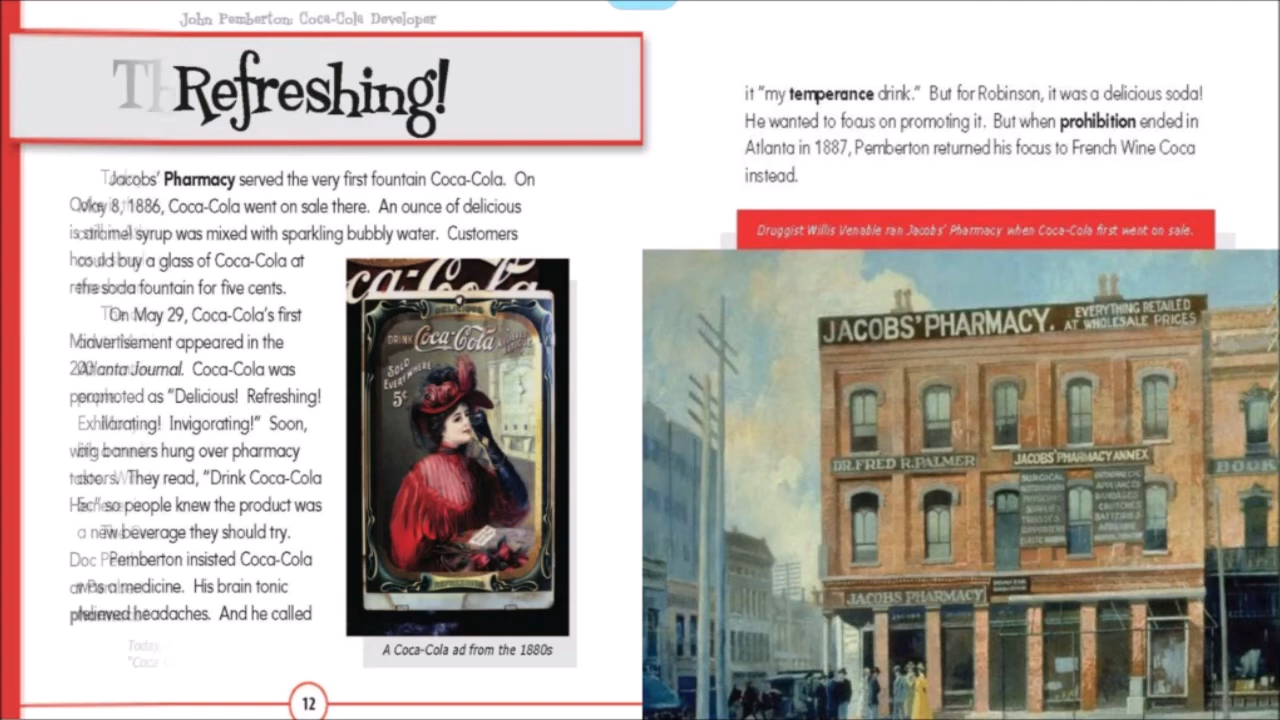 John Pemberton: Coca-Cola Developer
Refreshing!
Jacobs' Pharmacy served the very first fountain Coca-Cola. On
May 8, 1886, Coca-Cola went on sale there. An ounce of delicious
caramel syrup was mixed with sparkling bubbly water. Customers
could buy a glass of Coca-Cola at
the soda fountain for five cents.
On May 29, Coca-Cola's first
advertisement appeared in the
Atlanta Journal. Coca-Cola was
promoted as "Delicious! Refreshing!
Exhilarating! Invigorating!" Soon,
big banners hung over pharmacy
doors. They read, "Drink Coca-Cola
5c" so people knew the product was
a new beverage they should try.
Pemberton insisted Coca-Cola
was a medicine. His brain tonic
relieved headaches. And he called
ca-Cola
DRINK Coca-Cola
SOLD
EVERYWHERE
5¢
A Coca-Cola ad from the 1880s
12
it "my temperance drink." But for Robinson, it was a delicious soda!
He wanted to focus on promoting it. But when prohibition ended in
Atlanta in 1887, Pemberton returned his focus to French Wine Coca
instead.
Druggist Willis Venable ran Jacobs' Pharmacy when Coca-Cola first went on sale.
JACOBS' PHARMACY.
EVERYTHING RETAILED
AT WHOLESALE PRICES
DR. FRED R. PALMER
JACOBS' PHARMACY ANNEX
BOOK
SURGICAL
APPLIANCES
BANDAGES
CRUTCHES
BATTERIES
JACOBS PHARMACY